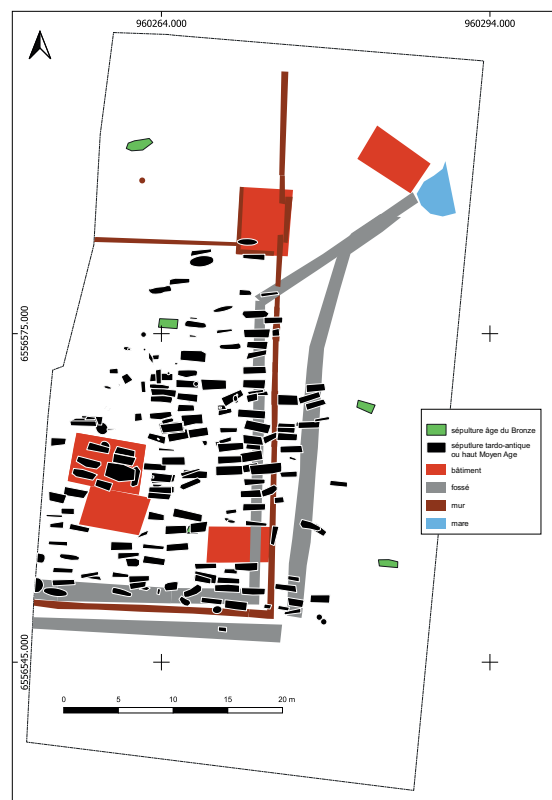 960264.000
960294.000
6556575.000
6556545.000
sépulture âge du Bronze
sépultlure tardo-antique
ou haut Moyen Age
bâtiment
fossé
mur
mare
0
5
10
15
20 m